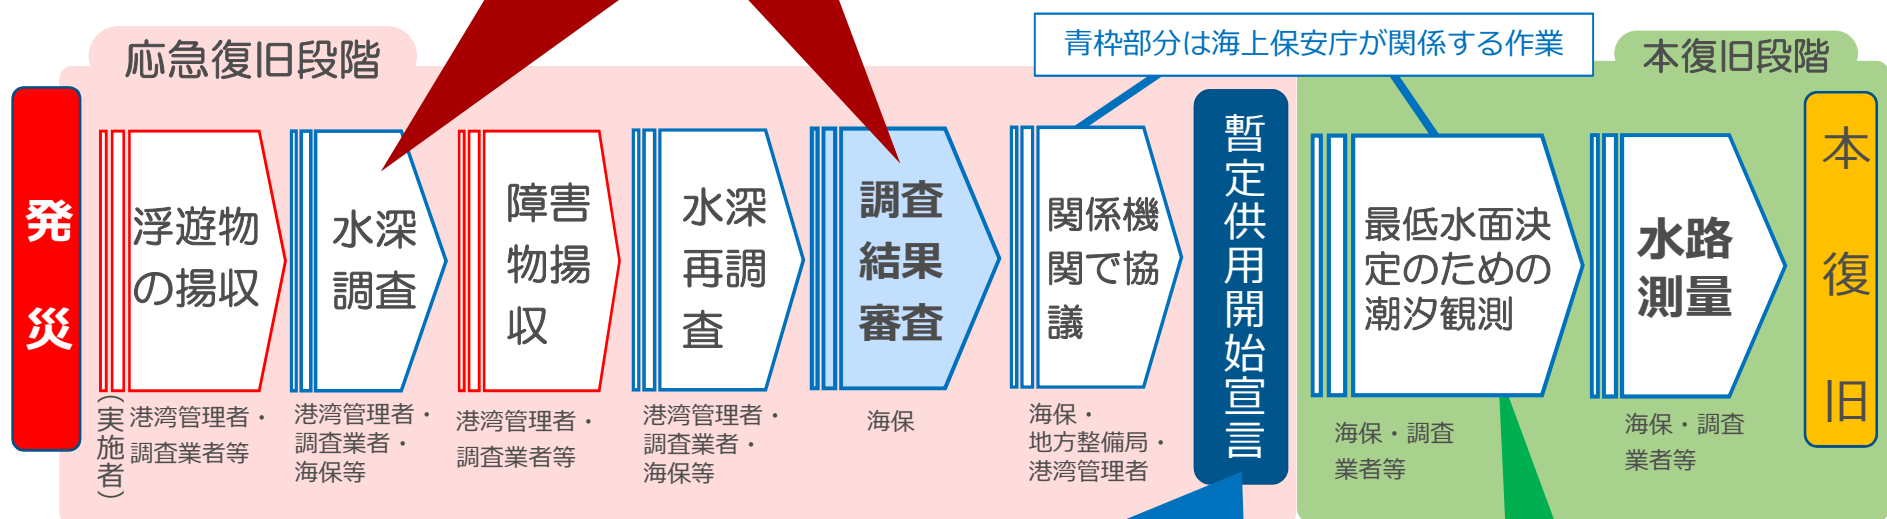 応急復旧段階
青枠部分は海上保安庁が関係する作業
本復旧段階
発災
浮遊物
の揚収
(実施者)
港湾管理者・
調査業者等
水深
調査
港湾管理者・
調査業者・
海保等
障害
物揚
収
港湾管理者・
調査業者等
水深
再調
査
港湾管理者・
調査業者・
海保等
調査
結果
審査
海保
関係機
関で協
議
海保・
地方整備局・
港湾管理者
暫定供用開始宣言
最低水面決
定のための
潮汐観測
海保・調査
業者等
水路
測量
海保・調査
業者等
本復旧